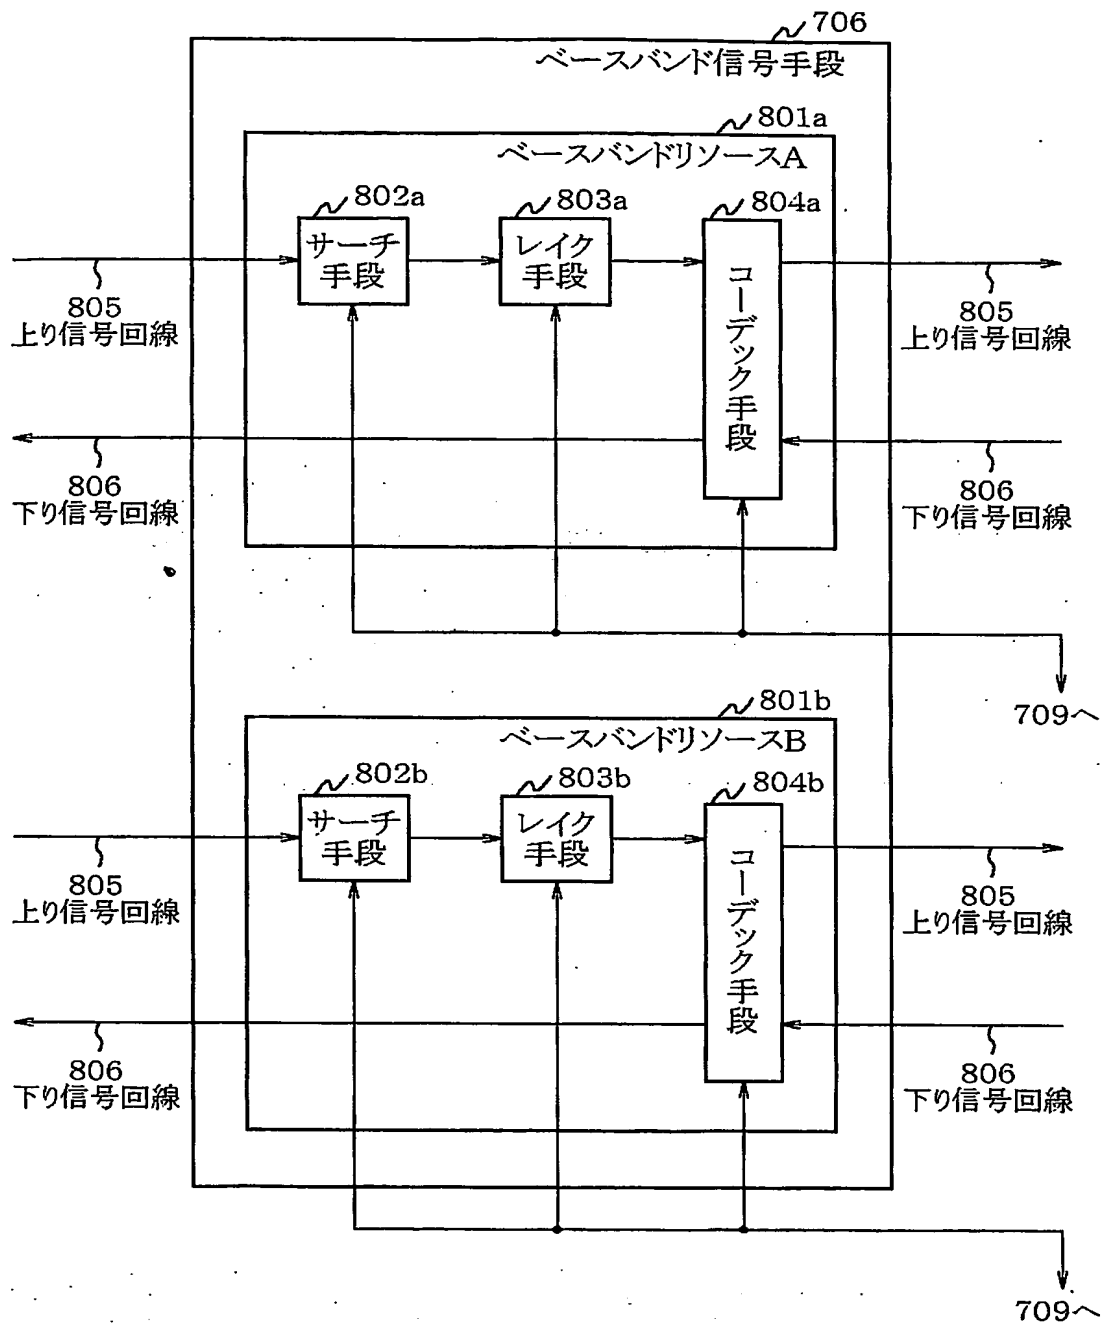 706
ベースバンド信号手段
801a
ベースバンドリソースA
802a
803a
804a
サーチ
手段
レイク
手段
コーデック手段
805
上り信号回線
805
上り信号回線
806
下り信号回線
806
下り信号回線
709へ
801b
ベースバンドリソースB
802b
803b
804b
サーチ
手段
レイク
手段
コーデック手段
805
上り信号回線
805
上り信号回線
806
下り信号回線
806
下り信号回線
709へ